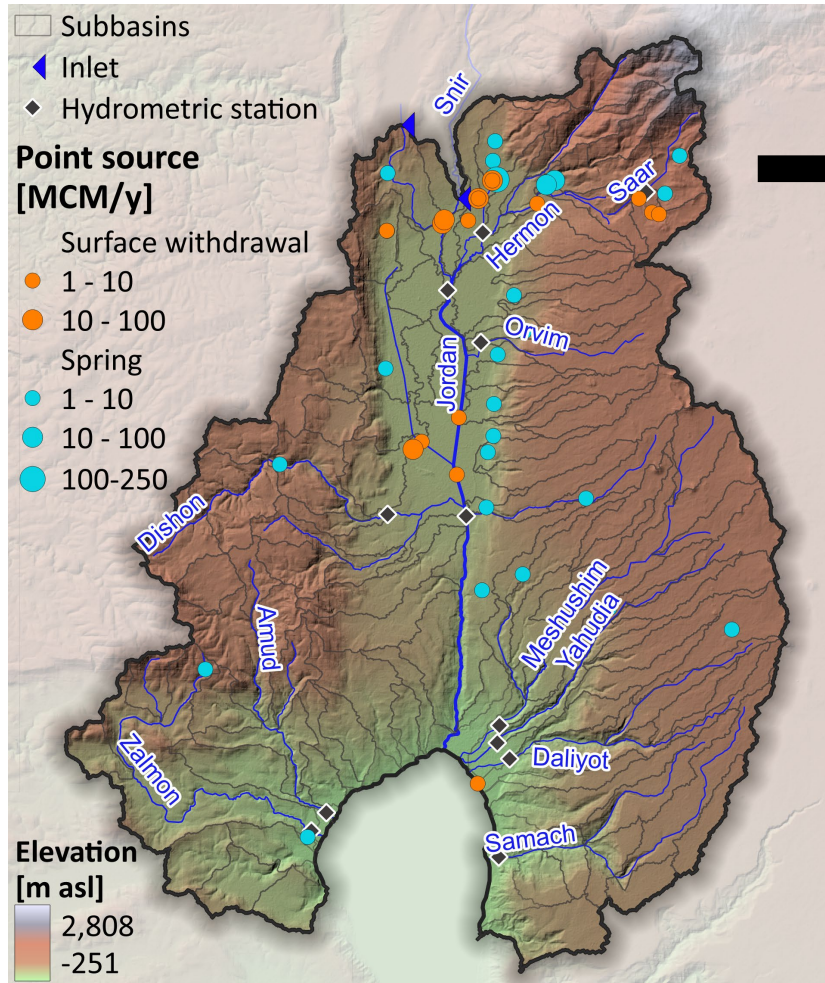 Subbasins
Inlet
Hydrometric station
Point source
[MCM/y]
Surface withdrawal
1 - 10
10 - 100
Spring
1 - 10
10 - 100
100-250
Elevation
[m asl]
2,808
-251
Snir
Saar
Hermon
Orvim
Jordan
Dishon
Meshushim
Yahudia
Amud
Zalmon
Daliyot
Samach